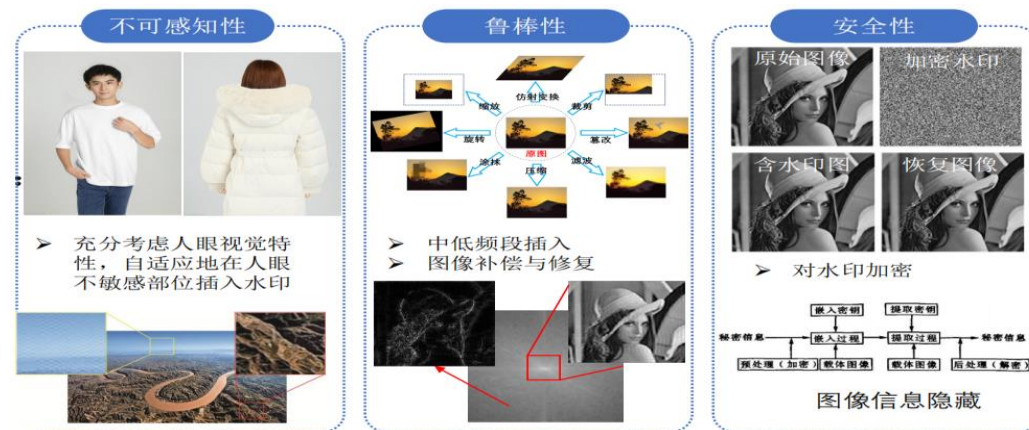 不可感知性
充分考虑人眼视觉特
性，自适应地在人眼
不敏感部位插入水印
鲁棒性
仿射变换
缩放
裁剪
旋转
原图
篡改
涂抹
压缩
滤波
中低频段插入
图像补偿与修复
安全性
原始图像
加密水印
含水印图
恢复图像
对水印加密
嵌入密钥
提取密钥
秘密信息
嵌入过程
提取过程
秘密信息
预处理（加密）
载体图像
载体图像
后处理（解密）
图像信息隐藏